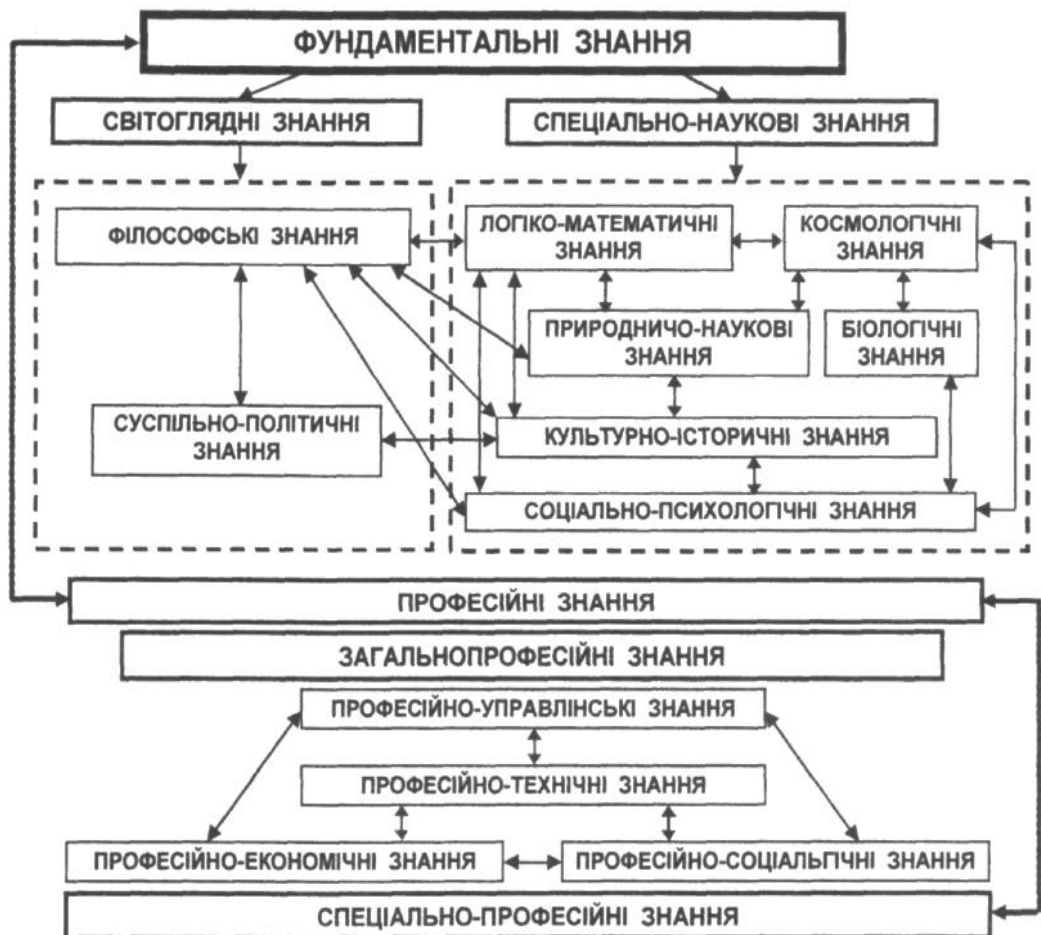 ФУНДАМЕНТАЛЬНІ ЗНАННЯ
СВІТОГЛЯДНІ ЗНАННЯ
СПЕЦІАЛЬНО-НАУКОВІ ЗНАННЯ
ФІЛОСОФСЬКІ ЗНАННЯ
ЛОГІКО-МАТЕМАТИЧНІ
ЗНАННЯ
КОСМОЛОГІЧНІ
ЗНАННЯ
ПРИРОДНИЧО-НАУКОВІ
ЗНАННЯ
БІОЛОГІЧНІ
ЗНАННЯ
СУСПІЛЬНО-ПОЛІТИЧНІ
ЗНАННЯ
КУЛЬТУРНО-ІСТОРИЧНІ ЗНАННЯ
СОЦІАЛЬНО-ПСИХОЛОГІЧНІ ЗНАННЯ
ПРОФЕСІЙНІ ЗНАННЯ
ЗАГАЛЬНОПРОФЕСІЙНІ ЗНАННЯ
ПРОФЕСІЙНО-УПРАВЛІНСЬКІ ЗНАННЯ
ПРОФЕСІЙНО-ТЕХНІЧНІ ЗНАННЯ
ПРОФЕСІЙНО-ЕКОНОМІЧНІ ЗНАННЯ
ПРОФЕСІЙНО-СОЦІАЛЬГІЧНІ ЗНАННЯ
СПЕЦІАЛЬНО-ПРОФЕСІЙНІ ЗНАННЯ